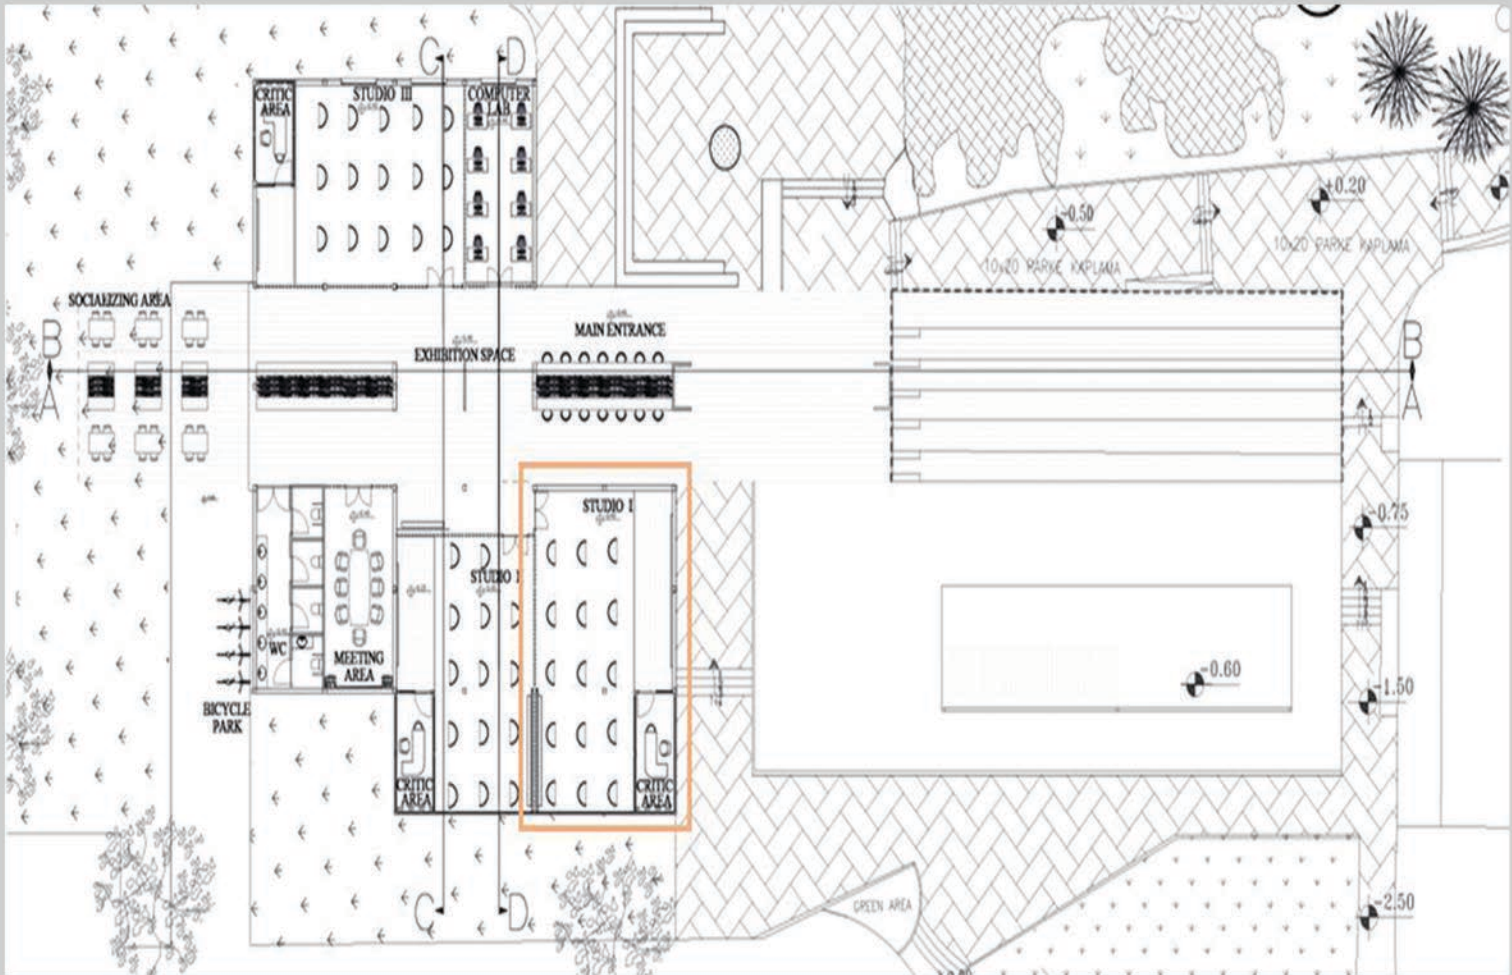 C D
CRITIC
AREA
STUDIO III
COMPUTER
LAB
+0.20
-0.50
10x20 PARKE KAPLAMA
10x20 PARKE KAPLAMA
SOCIALIZING AREA
MAIN ENTRANCE
EXHIBITION SPACE
B
A
B
A
STUDIO I
-0.75
STUDIO I
WC
MEETING
AREA
-0.60
-1.50
BICYCLE
PARK
CRITIC
AREA
CRITIC
AREA
C D
GREEN AREA
-2.50